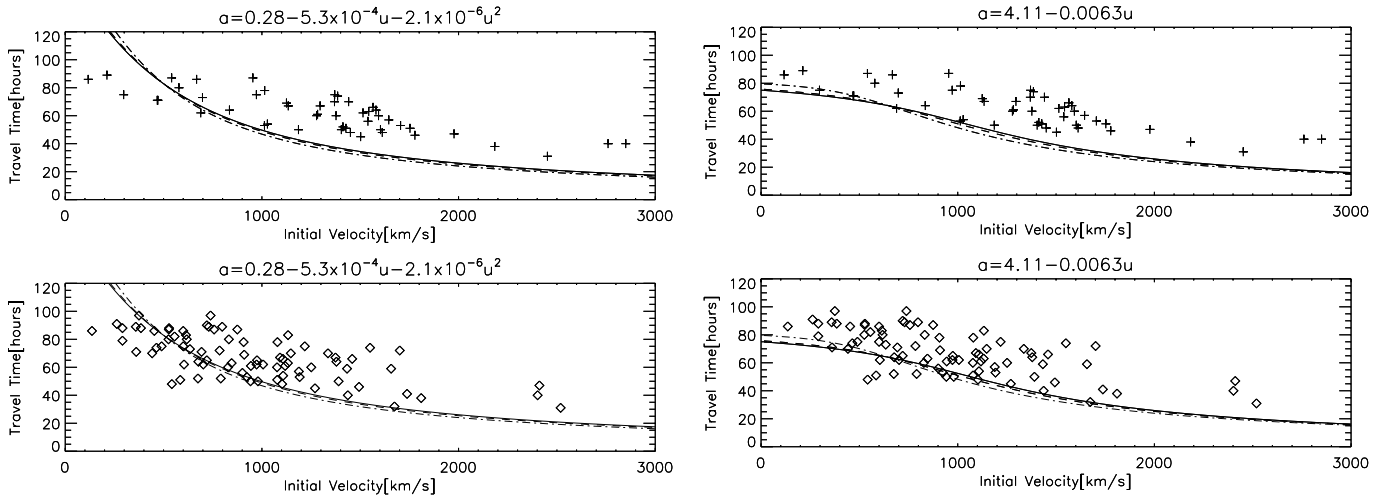 a=0.28−5.3x10⁻⁴u−2.1x10⁻⁶u²
120
100
80
60
40
20
0
Travel Time[hours]
0 1000 2000 3000
Initial Velocity[km/s]
a=4.11−0.0063u
120
100
80
60
40
20
0
Travel Time[hours]
0 1000 2000 3000
Initial Velocity[km/s]
a=0.28−5.3x10⁻⁴u−2.1x10⁻⁶u²
120
100
80
60
40
20
0
Travel Time[hours]
0 1000 2000 3000
Initial Velocity[km/s]
a=4.11−0.0063u
120
100
80
60
40
20
0
Travel Time[hours]
0 1000 2000 3000
Initial Velocity[km/s]